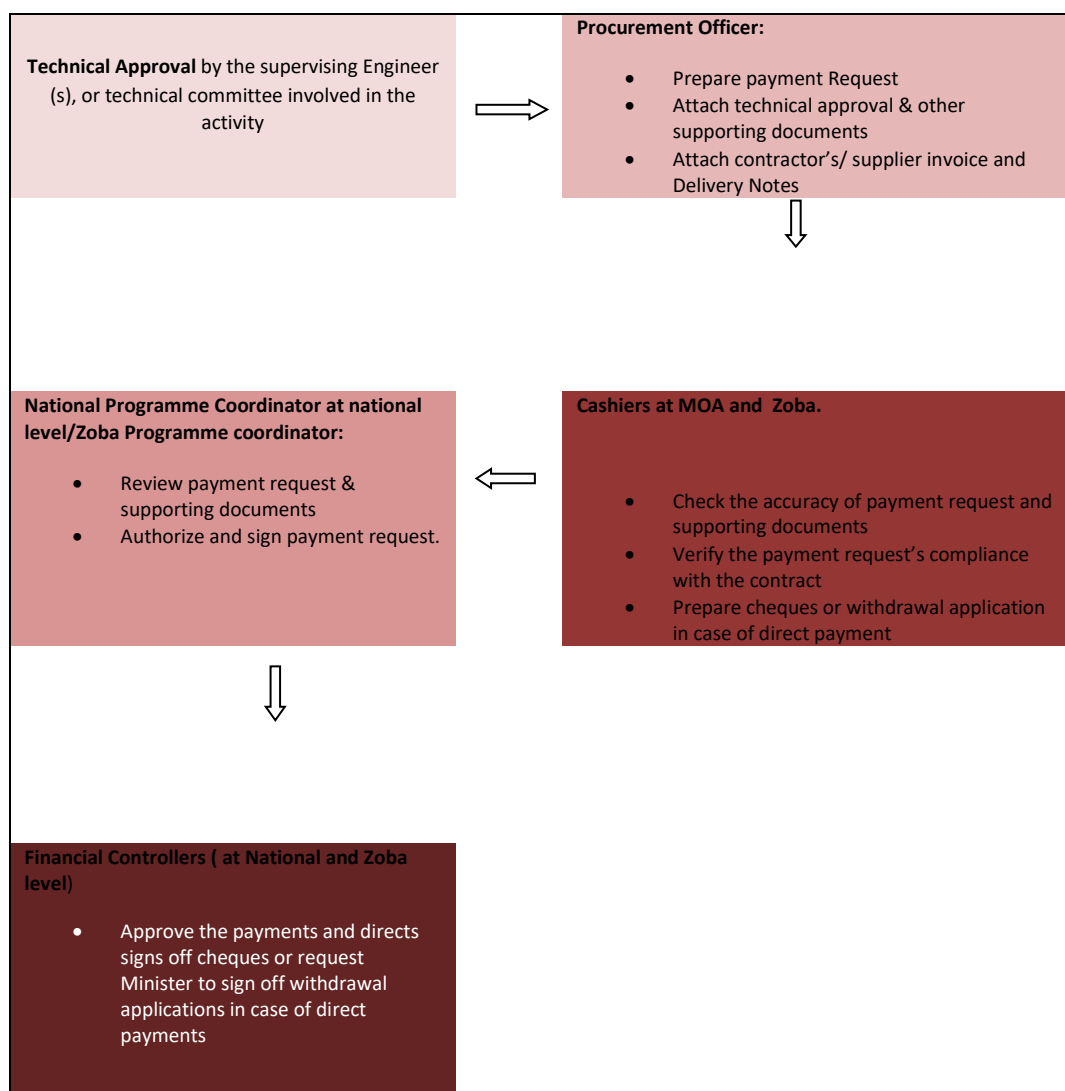 Technical Approval by the supervising Engineer
(s), or technical committee involved in the
activity
Procurement Officer:
• Prepare payment Request
• Attach technical approval & other
supporting documents
• Attach contractor’s/ supplier invoice and
Delivery Notes
Cashiers at MOA and  Zoba.
• Check the accuracy of payment request and
supporting documents
• Verify the payment request’s compliance
with the contract
• Prepare cheques or withdrawal application
in case of direct payment
National Programme Coordinator at national
level/Zoba Programme coordinator:
• Review payment request &
supporting documents
• Authorize and sign payment request.
Financial Controllers ( at National and Zoba
level)
• Approve the payments and directs
signs off cheques or request
Minister to sign off withdrawal
applications in case of direct
payments